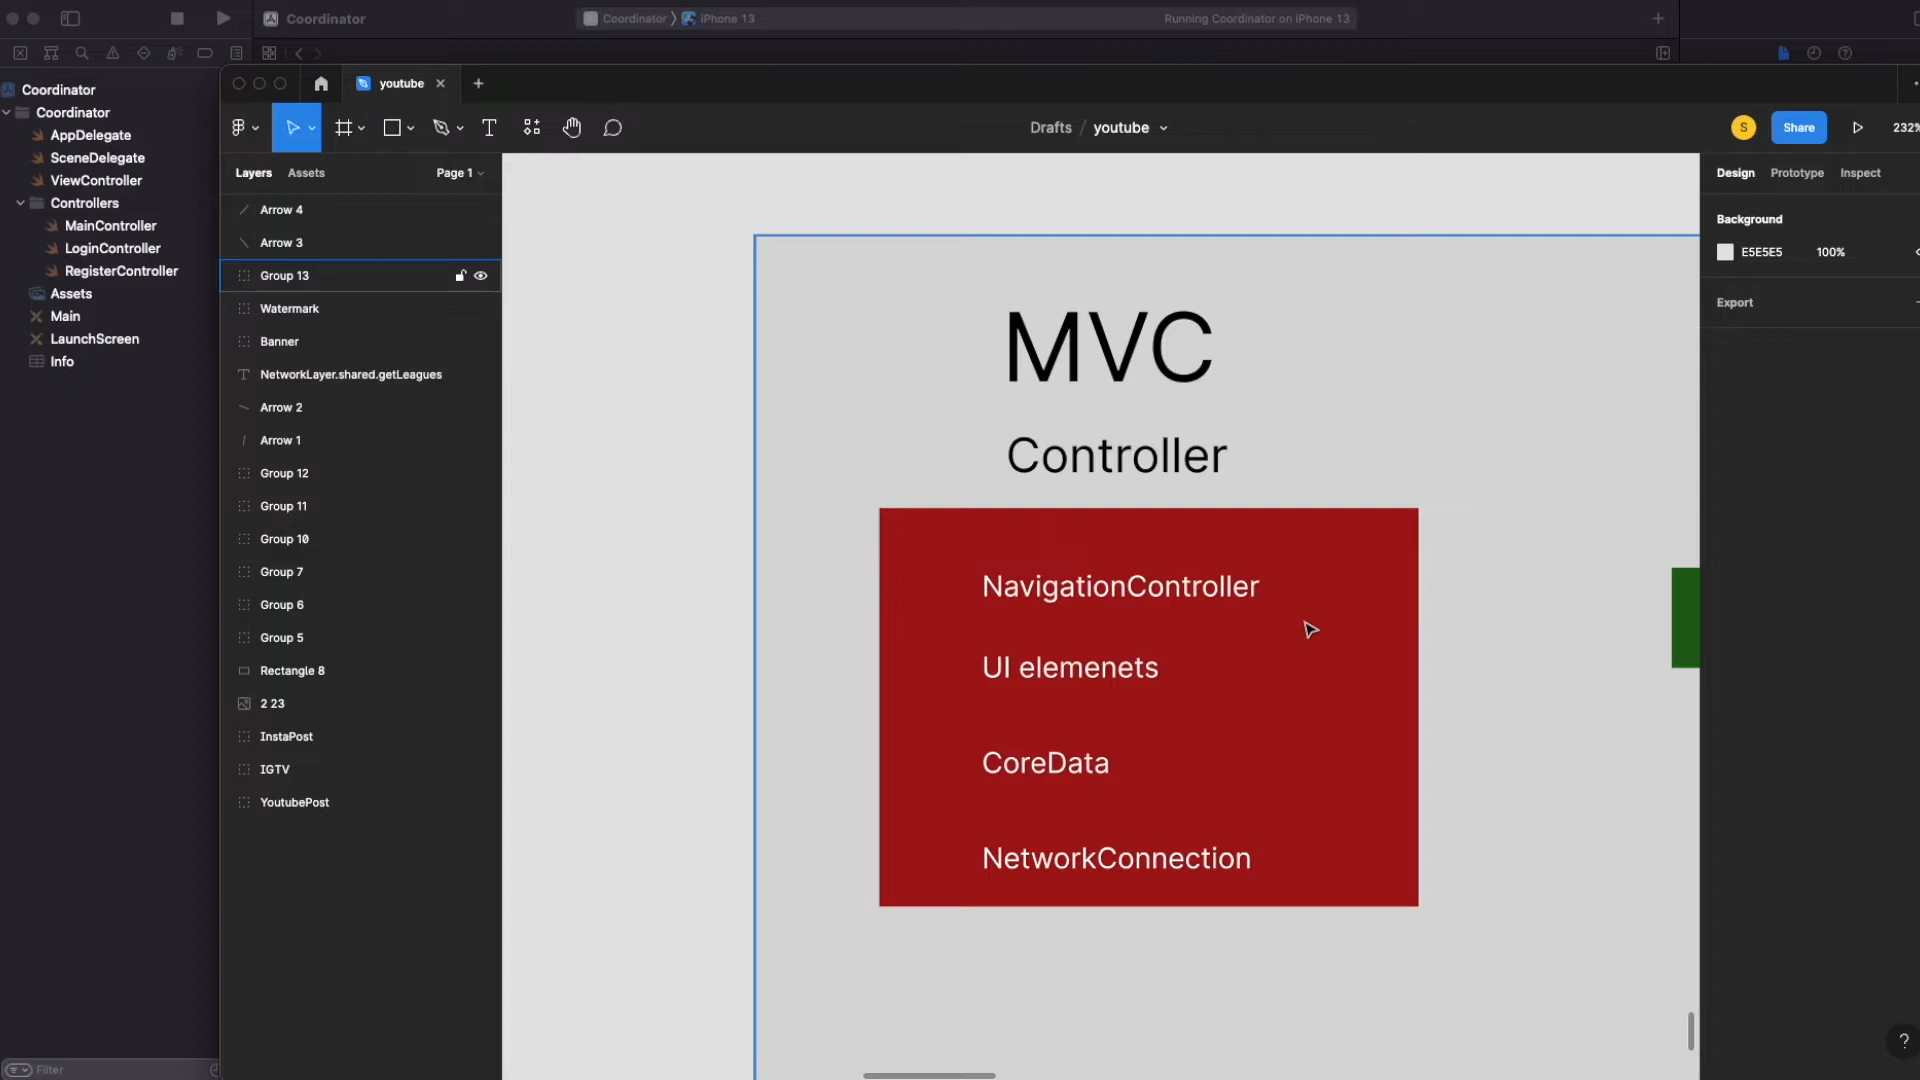 Coordinator
Coordinator
iPhone 13
Running Coordinator on iPhone 13
Coordinator
Coordinator
AppDelegate
SceneDelegate
ViewController
Controllers
MainController
LoginController
RegisterController
Assets
Main
LaunchScreen
Info
Filter
youtube
Drafts / youtube
S
Share
232%
Layers
Assets
Page 1
Arrow 4
Arrow 3
Group 13
Watermark
Banner
NetworkLayer.shared.getLeagues
Arrow 2
Arrow 1
Group 12
Group 11
Group 10
Group 7
Group 6
Group 5
Rectangle 8
2 23
InstaPost
IGTV
YoutubePost
MVC
Controller
NavigationController
UI elemenets
CoreData
NetworkConnection
Design
Prototype
Inspect
Background
E5E5E5
100%
Export
?